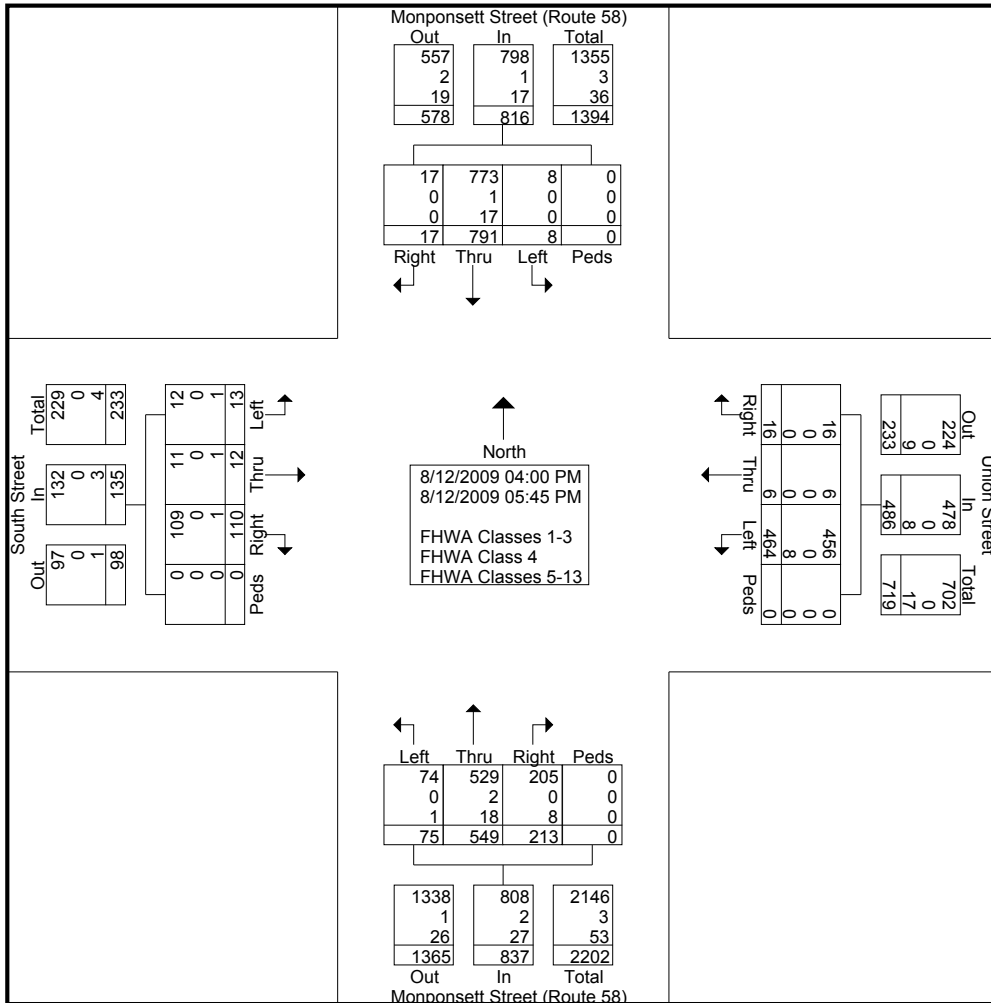 Monponsett Street (Route 58)
Out In Total
557 798 1355
2 1 3
19 17 36
578 816 1394
17 773 8 0
0 1 0 0
0 17 0 0
17 791 8 0
Right Thru Left Peds
South Street
Total In Out
229 132 97
0 0 0
4 3 1
233 135 98
12 11 109 0
0 0 0 0
1 1 1 0
13 12 110 0
Left Thru Right Peds
North
8/12/2009 04:00 PM
8/12/2009 05:45 PM
FHWA Classes 1-3
FHWA Class 4
FHWA Classes 5-13
Right Thru Left Peds
16 6 456 0
0 0 0 0
0 0 8 0
16 6 464 0
Union Street
Out In Total
224 478 702
0 0 0
9 8 17
233 486 719
Left Thru Right Peds
74 529 205 0
0 2 0 0
1 18 8 0
75 549 213 0
1338 808 2146
1 2 3
26 27 53
1365 837 2202
Out In Total
Monponsett Street (Route 58)